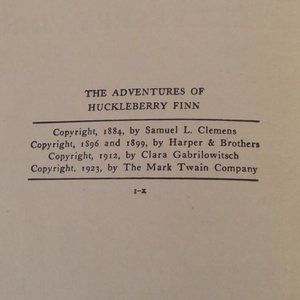 THE ADVENTURES OF
HUCKLEBERRY FINN
Copyright, 1884, by Samuel L. Clemens
Copyright, 1896 and 1899, by Harper & Brothers
Copyright, 1912, by Clara Gabrilowitsch
Copyright, 1923, by The Mark Twain Company
I-X